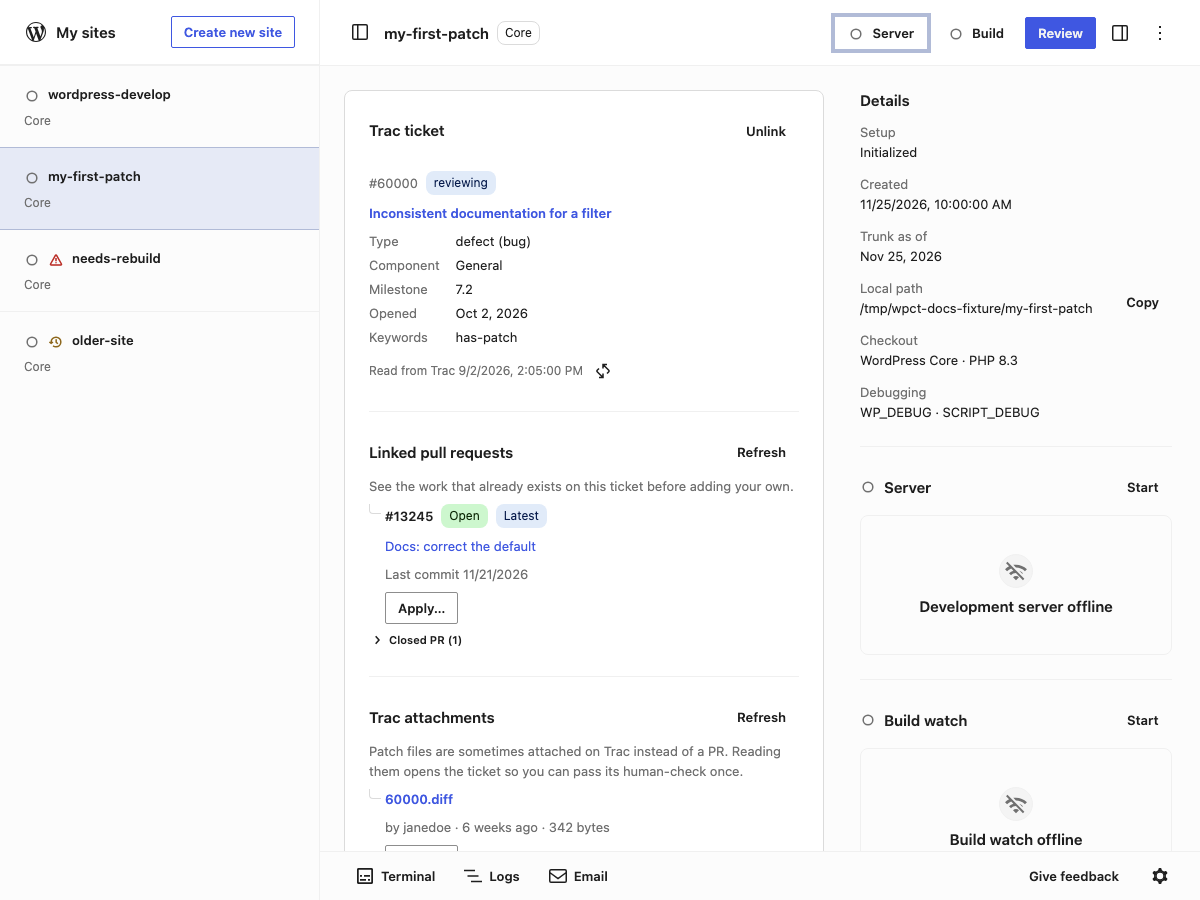 My sites
Create new site
wordpress-develop
Core
my-first-patch
Core
needs-rebuild
Core
older-site
Core
my-first-patch
Core
Server
Build
Review
Trac ticket
Unlink
#60000
reviewing
Inconsistent documentation for a filter
Type defect (bug)
Component General
Milestone 7.2
Opened Oct 2, 2026
Keywords has-patch
Read from Trac 9/2/2026, 2:05:00 PM
Linked pull requests
Refresh
See the work that already exists on this ticket before adding your own.
#13245
Open
Latest
Docs: correct the default
Last commit 11/21/2026
Apply...
Closed PR (1)
Trac attachments
Refresh
Patch files are sometimes attached on Trac instead of a PR. Reading
them opens the ticket so you can pass its human-check once.
60000.diff
by janedoe · 6 weeks ago · 342 bytes
Details
Setup
Initialized
Created
11/25/2026, 10:00:00 AM
Trunk as of
Nov 25, 2026
Local path
/tmp/wpct-docs-fixture/my-first-patch
Copy
Checkout
WordPress Core · PHP 8.3
Debugging
WP_DEBUG · SCRIPT_DEBUG
Server
Start
Development server offline
Build watch
Start
Build watch offline
Terminal
Logs
Email
Give feedback